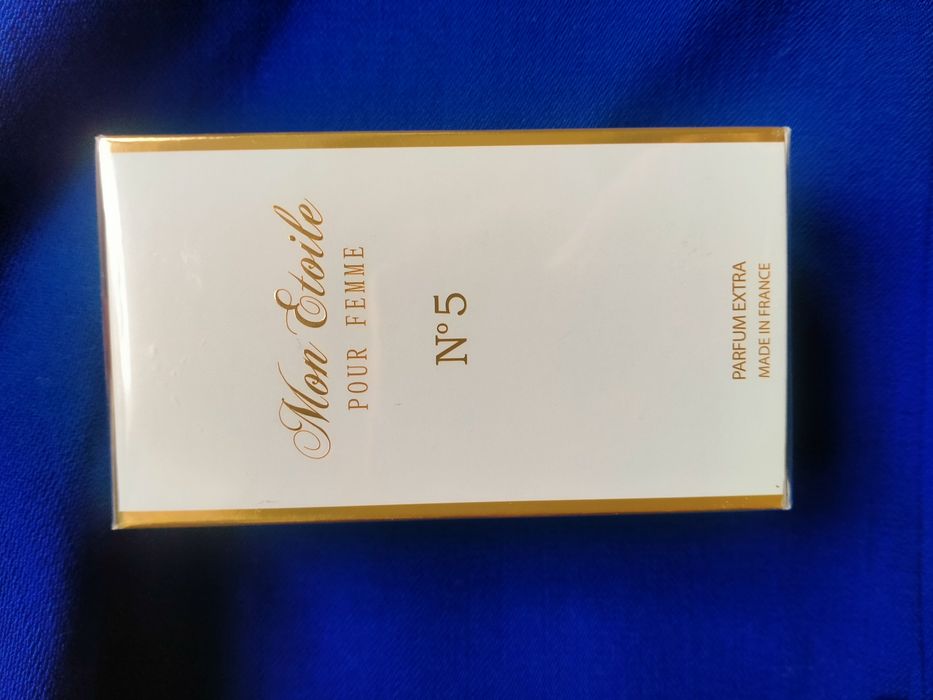 Mon Etoile
POUR FEMME
N°5
PARFUM EXTRA
MADE IN FRANCE